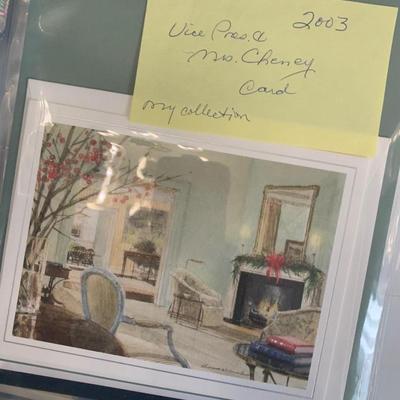 2003
Vice Pres. &
Mrs. Cheney
Card
my collection